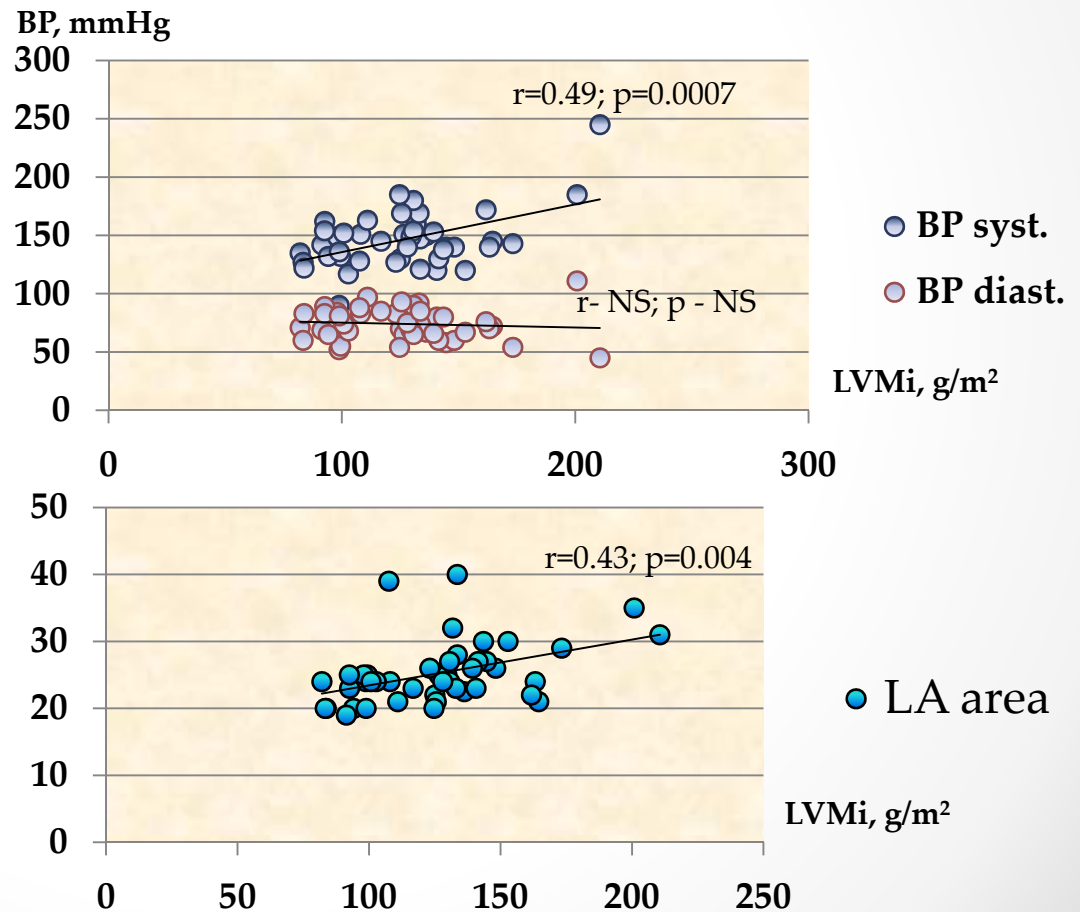 BP, mmHg
300
250
200
150
100
50
0
0 100 200 300
r=0.49; p=0.0007
r- NS; p - NS
BP syst.
BP diast.
LVMi, g/m²
50
40
30
20
10
0
0 50 100 150 200 250
r=0.43; p=0.004
LA area
LVMi, g/m²